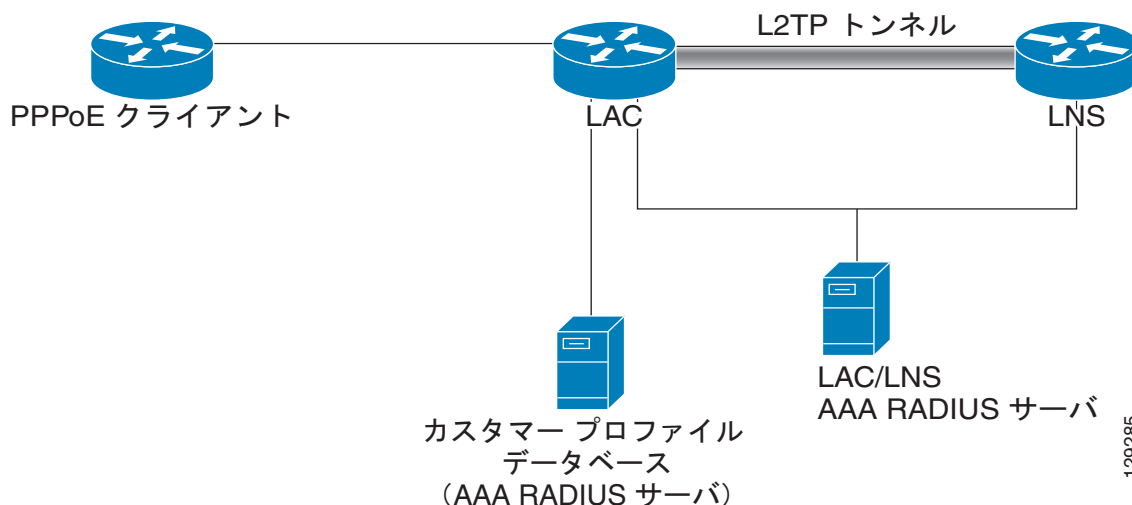 L2TP トンネル
PPPoE クライアント
LAC
LNS
LAC/LNS
AAA RADIUS サーバ
カスタマー プロファイル
データベース
（AAA RADIUS サーバ）
129285